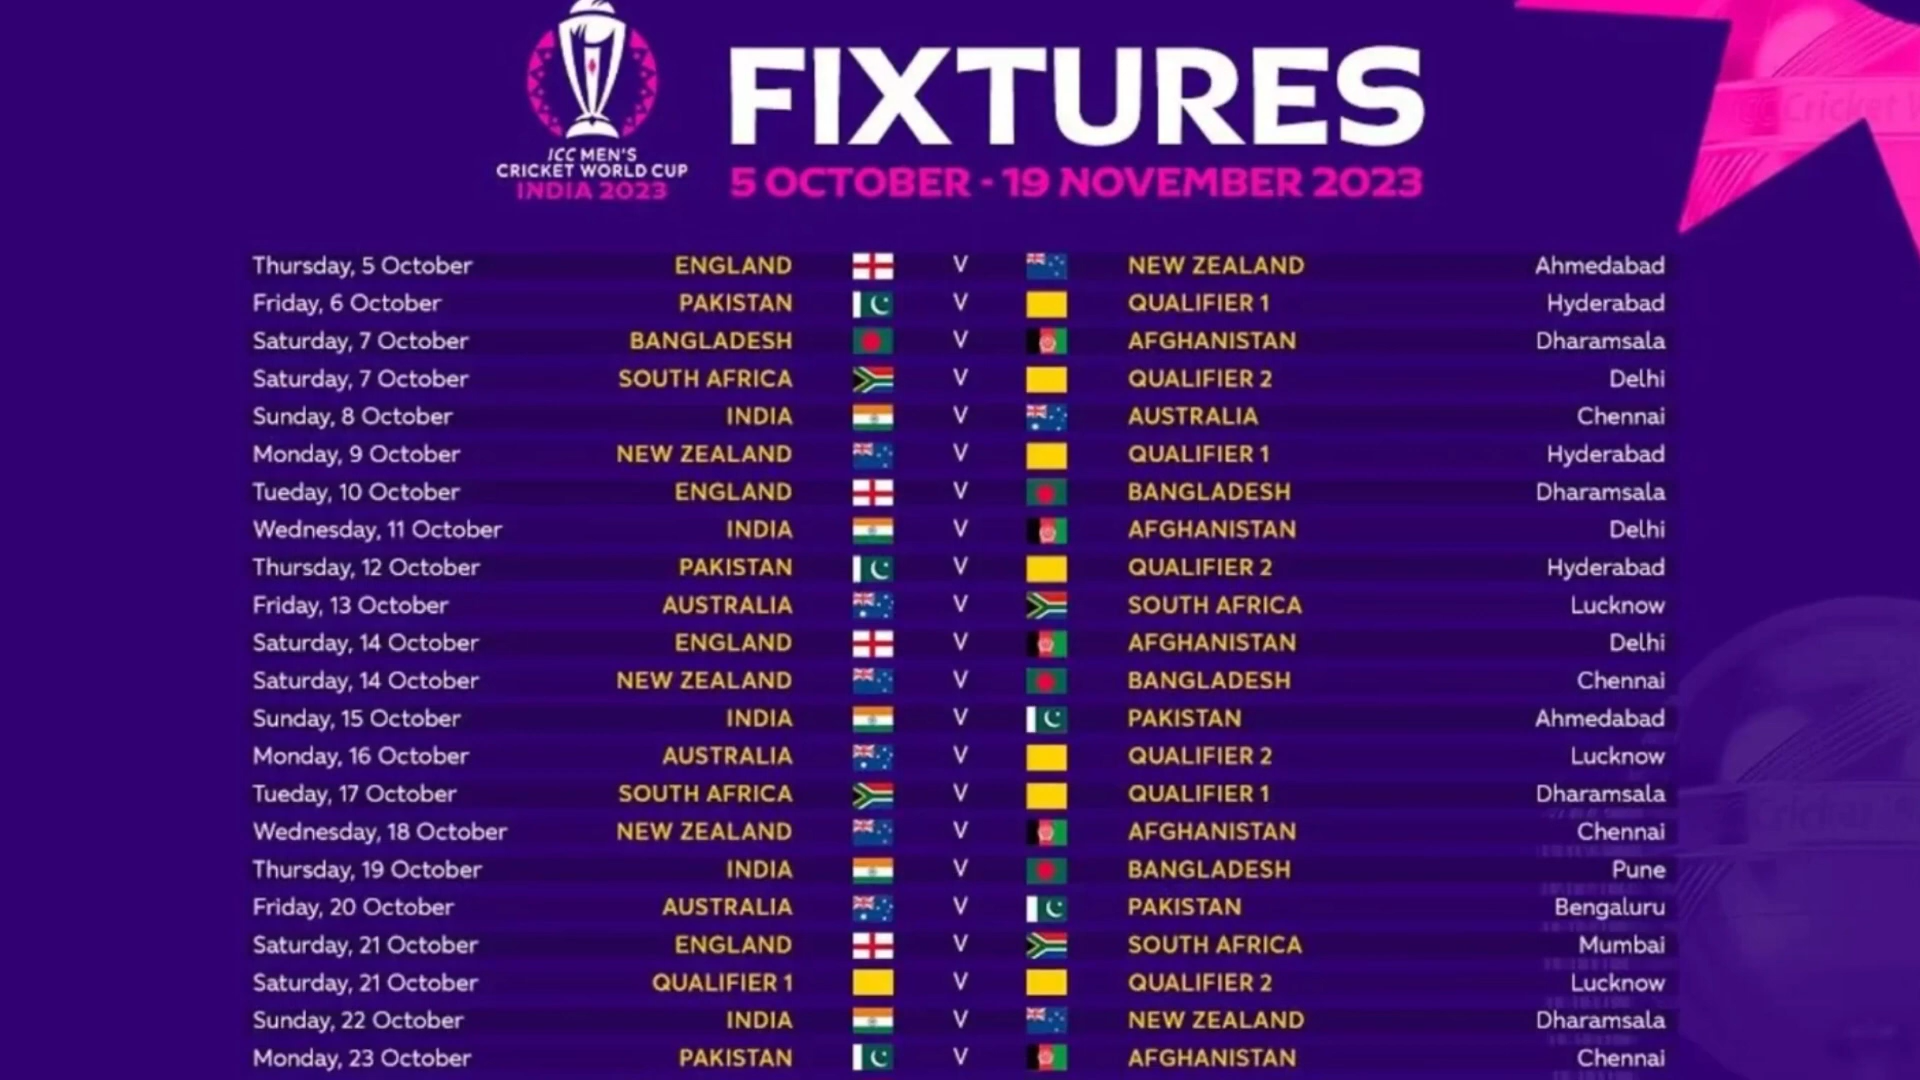 ICC MEN'S
CRICKET WORLD CUP
INDIA 2023
FIXTURES
5 OCTOBER - 19 NOVEMBER 2023
Thursday, 5 October ENGLAND V NEW ZEALAND Ahmedabad
Friday, 6 October PAKISTAN V QUALIFIER 1 Hyderabad
Saturday, 7 October BANGLADESH V AFGHANISTAN Dharamsala
Saturday, 7 October SOUTH AFRICA V QUALIFIER 2 Delhi
Sunday, 8 October INDIA V AUSTRALIA Chennai
Monday, 9 October NEW ZEALAND V QUALIFIER 1 Hyderabad
Tueday, 10 October ENGLAND V BANGLADESH Dharamsala
Wednesday, 11 October INDIA V AFGHANISTAN Delhi
Thursday, 12 October PAKISTAN V QUALIFIER 2 Hyderabad
Friday, 13 October AUSTRALIA V SOUTH AFRICA Lucknow
Saturday, 14 October ENGLAND V AFGHANISTAN Delhi
Saturday, 14 October NEW ZEALAND V BANGLADESH Chennai
Sunday, 15 October INDIA V PAKISTAN Ahmedabad
Monday, 16 October AUSTRALIA V QUALIFIER 2 Lucknow
Tueday, 17 October SOUTH AFRICA V QUALIFIER 1 Dharamsala
Wednesday, 18 October NEW ZEALAND V AFGHANISTAN Chennai
Thursday, 19 October INDIA V BANGLADESH Pune
Friday, 20 October AUSTRALIA V PAKISTAN Bengaluru
Saturday, 21 October ENGLAND V SOUTH AFRICA Mumbai
Saturday, 21 October QUALIFIER 1 V QUALIFIER 2 Lucknow
Sunday, 22 October INDIA V NEW ZEALAND Dharamsala
Monday, 23 October PAKISTAN V AFGHANISTAN Chennai